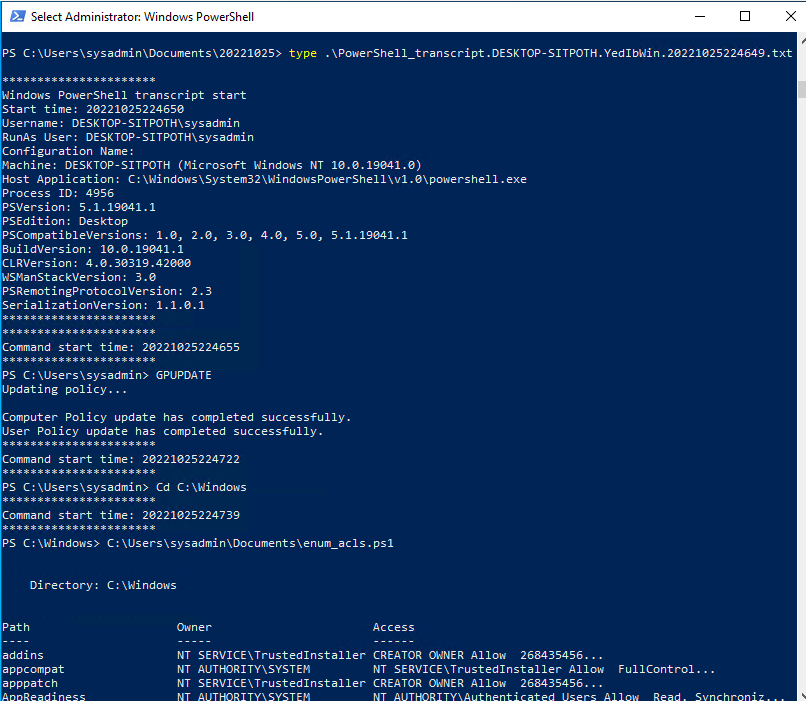 Select Administrator: Windows PowerShell
PS C:\Users\sysadmin\Documents\20221025> type .\PowerShell_transcript.DESKTOP-SITPOTH.YedIbWin.20221025224649.txt
**********************
Windows PowerShell transcript start
Start time: 20221025224650
Username: DESKTOP-SITPOTH\sysadmin
RunAs User: DESKTOP-SITPOTH\sysadmin
Configuration Name:
Machine: DESKTOP-SITPOTH (Microsoft Windows NT 10.0.19041.0)
Host Application: C:\Windows\System32\WindowsPowerShell\v1.0\powershell.exe
Process ID: 4956
PSVersion: 5.1.19041.1
PSEdition: Desktop
PSCompatibleVersions: 1.0, 2.0, 3.0, 4.0, 5.0, 5.1.19041.1
BuildVersion: 10.0.19041.1
CLRVersion: 4.0.30319.42000
WSManStackVersion: 3.0
PSRemotingProtocolVersion: 2.3
SerializationVersion: 1.1.0.1
**********************
**********************
Command start time: 20221025224655
**********************
PS C:\Users\sysadmin> GPUPDATE
Updating policy...
Computer Policy update has completed successfully.
User Policy update has completed successfully.
**********************
Command start time: 20221025224722
**********************
PS C:\Users\sysadmin> Cd C:\Windows
**********************
Command start time: 20221025224739
**********************
PS C:\Windows> C:\Users\sysadmin\Documents\enum_acls.ps1
Directory: C:\Windows
Path Owner Access
---- ----- ------
addins NT SERVICE\TrustedInstaller CREATOR OWNER Allow 268435456...
appcompat NT AUTHORITY\SYSTEM NT SERVICE\TrustedInstaller Allow FullControl...
apppatch NT SERVICE\TrustedInstaller CREATOR OWNER Allow 268435456...
AppReadiness NT AUTHORITY\SYSTEM NT AUTHORITY\Authenticated Users Allow Read, Synchroniz...